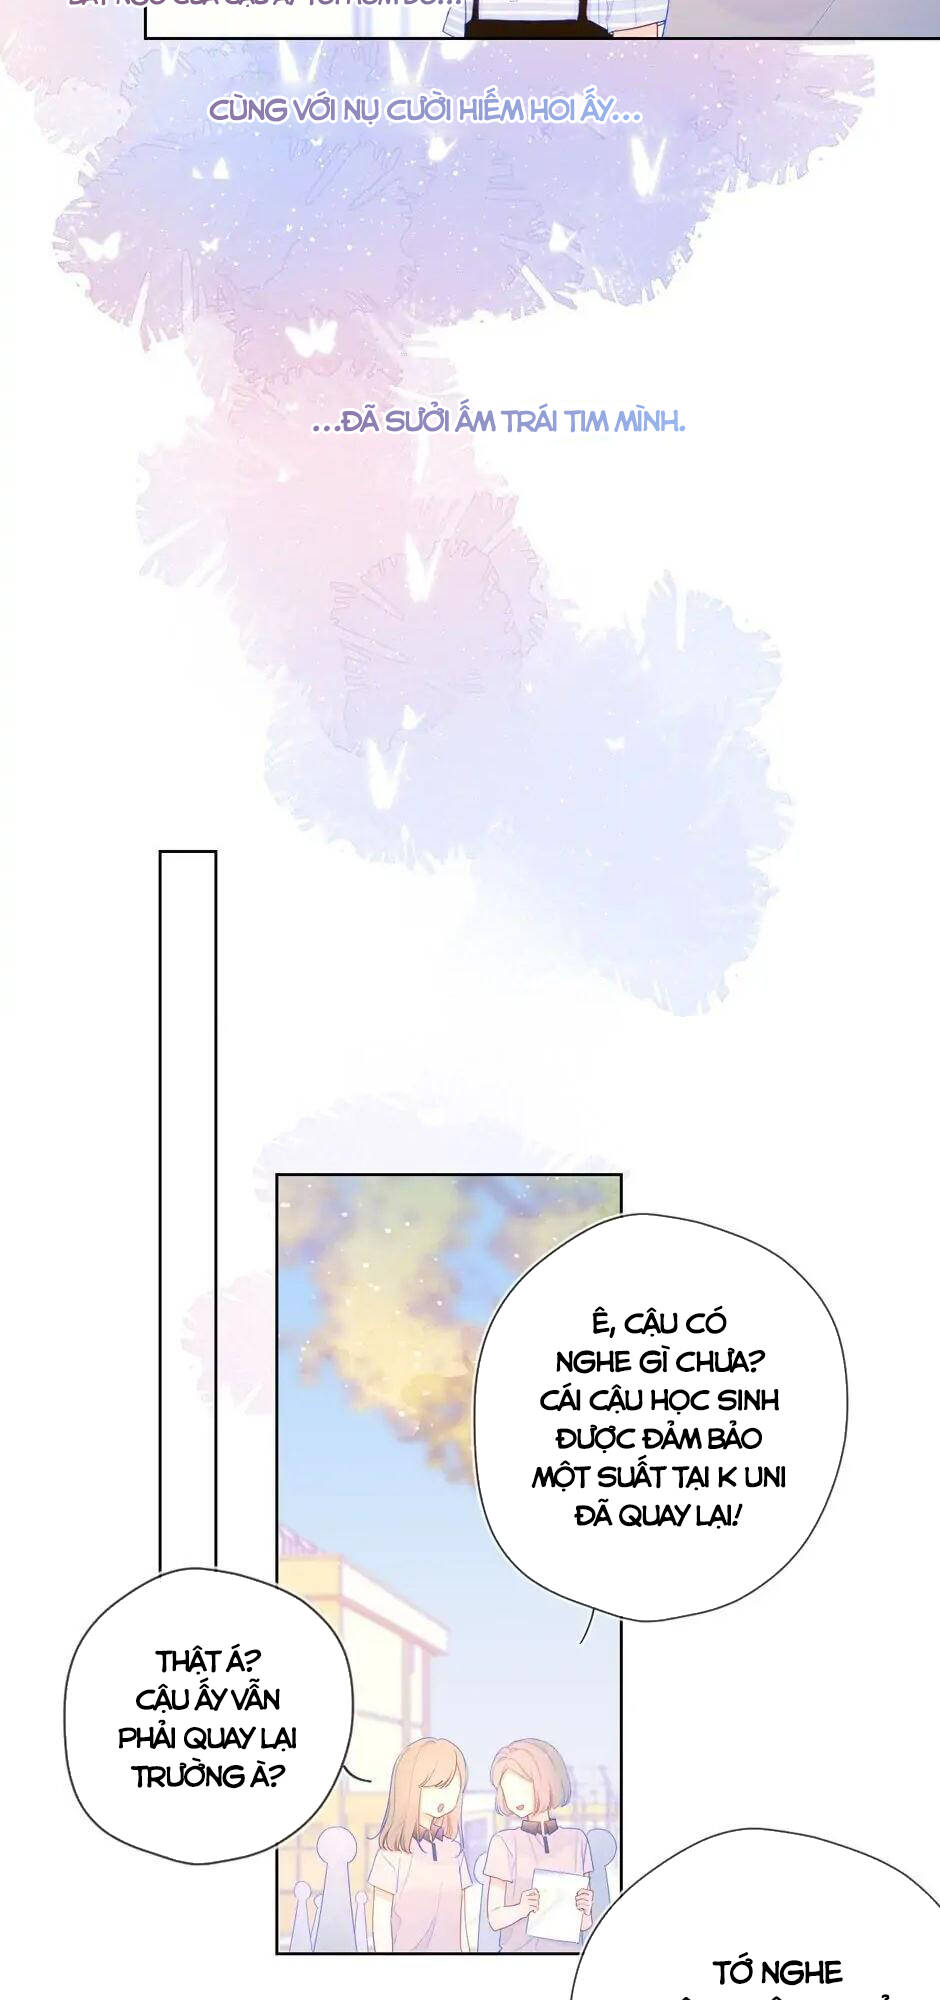 CÙNG VỚI NỤ CƯỜI HIẾM HOI ẤY...
...ĐÃ SƯỞI ẤM TRÁI TIM MÌNH.
Ê, CẬU CÓ
NGHE GÌ CHƯA?
CÁI CẬU HỌC SINH
ĐƯỢC ĐẢM BẢO
MỘT SUẤT TẠI K UNI
ĐÃ QUAY LẠI!
THẬT Á?
CẬU ẤY VẪN
PHẢI QUAY LẠI
TRƯỜNG À?
TỚ NGHE